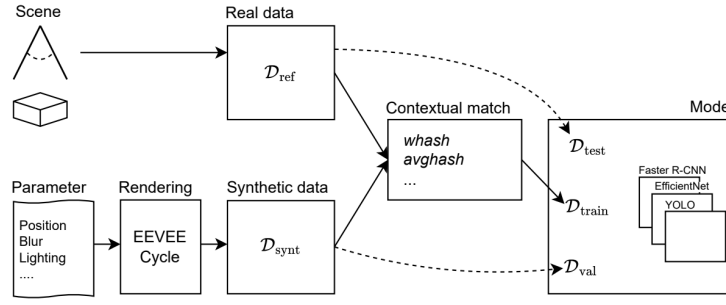 Scene
Real data
D_ref
Contextual match
whash
avghash
...
Mode
D_test
Faster R-CNN
EfficientNet
YOLO
D_train
D_val
Parameter
Position
Blur
Lighting
....
Rendering
EEVEE
Cycle
Synthetic data
D_synt